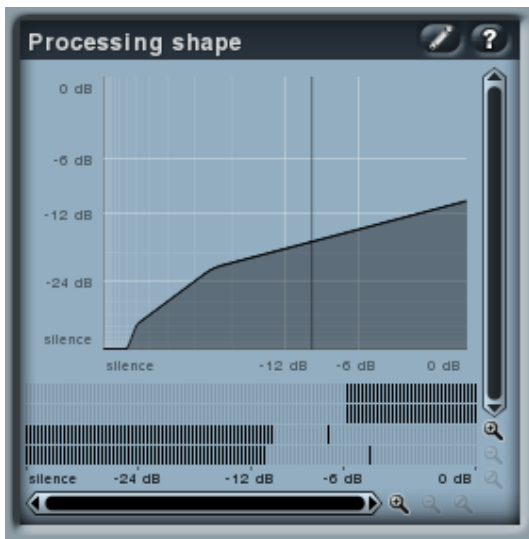 Processing shape ?
0 dB
-6 dB
-12 dB
-24 dB
silence
silence -12 dB -6 dB 0 dB
silence -24 dB -12 dB -6 dB 0 dB